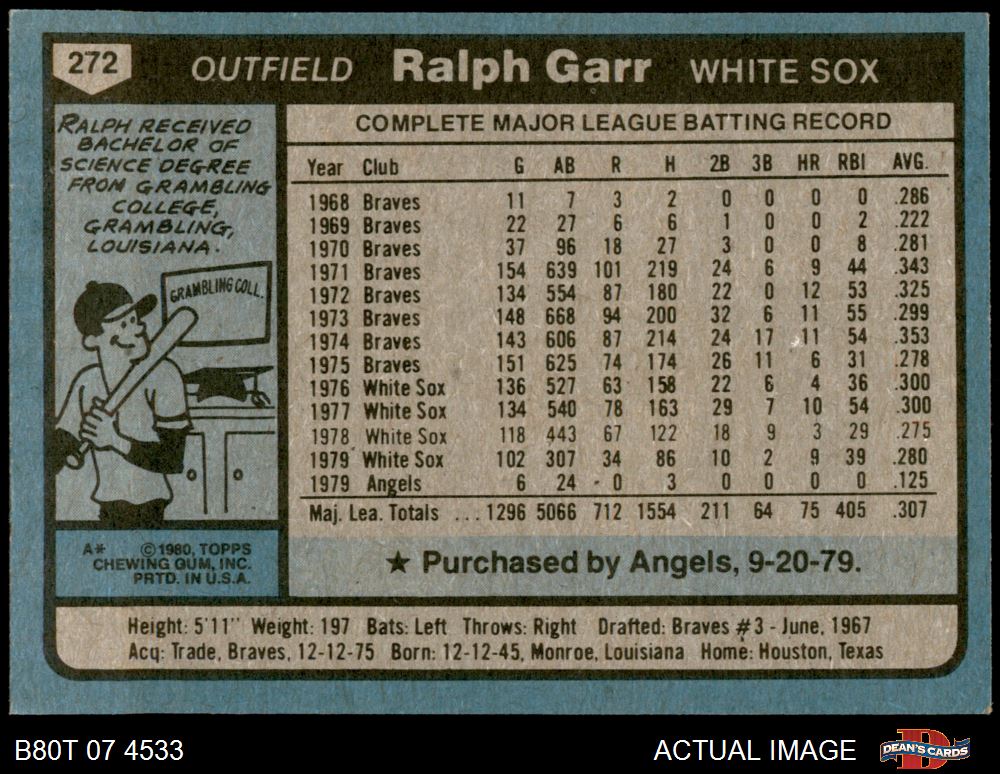 272 OUTFIELD Ralph Garr WHITE SOX
RALPH RECEIVED
BACHELOR OF
SCIENCE DEGREE
FROM GRAMBLING
COLLEGE,
GRAMBLING,
LOUISIANA.
GRAMBLING COLL.
A* © 1980, TOPPS
CHEWING GUM, INC.
PRTD. IN U.S.A.
COMPLETE MAJOR LEAGUE BATTING RECORD
Year Club G AB R H 2B 3B HR RBI AVG.
1968 Braves 11 7 3 2 0 0 0 0 .286
1969 Braves 22 27 6 6 1 0 0 2 .222
1970 Braves 37 96 18 27 3 0 0 8 .281
1971 Braves 154 639 101 219 24 6 9 44 .343
1972 Braves 134 554 87 180 22 0 12 53 .325
1973 Braves 148 668 94 200 32 6 11 55 .299
1974 Braves 143 606 87 214 24 17 11 54 .353
1975 Braves 151 625 74 174 26 11 6 31 .278
1976 White Sox 136 527 63 158 22 6 4 36 .300
1977 White Sox 134 540 78 163 29 7 10 54 .300
1978 White Sox 118 443 67 122 18 9 3 29 .275
1979 White Sox 102 307 34 86 10 2 9 39 .280
1979 Angels 6 24 0 3 0 0 0 0 .125
Maj. Lea. Totals ... 1296 5066 712 1554 211 64 75 405 .307
★ Purchased by Angels, 9-20-79.
Height: 5'11" Weight: 197 Bats: Left Throws: Right Drafted: Braves #3 - June, 1967
Acq: Trade, Braves, 12-12-75 Born: 12-12-45, Monroe, Louisiana Home: Houston, Texas
B80T 07 4533 ACTUAL IMAGE DEAN'S CARDS